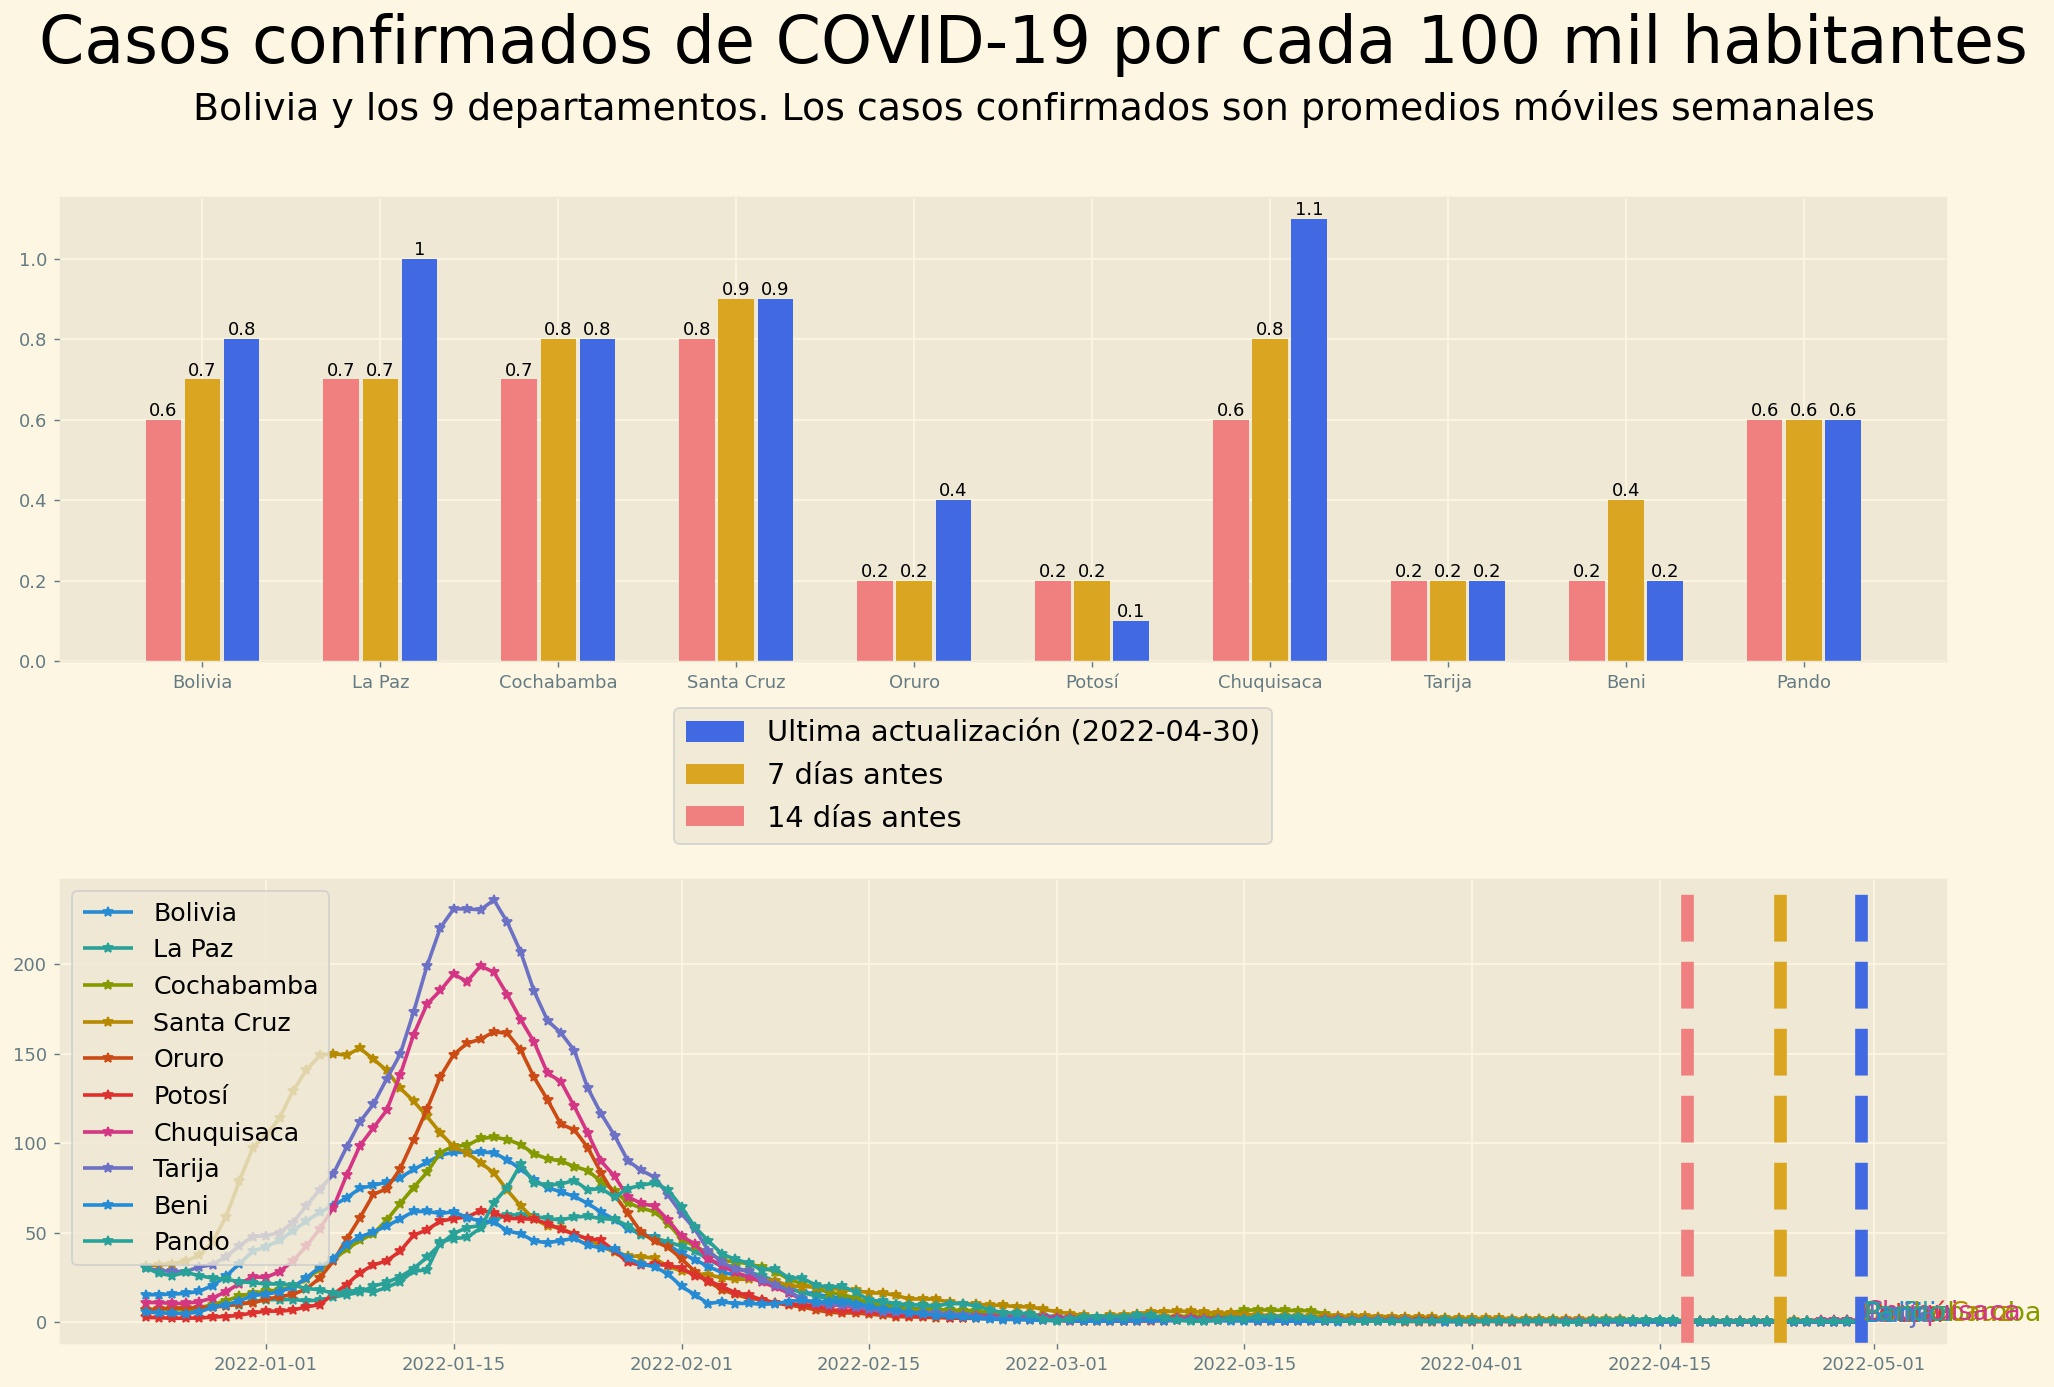 Casos confirmados de COVID-19 por cada 100 mil habitantes
Bolivia y los 9 departamentos. Los casos confirmados son promedios móviles semanales
1.1
1
0.9 0.9
0.8 0.8 0.8 0.8 0.8
0.7 0.7 0.7 0.7
0.6 0.6 0.6 0.6 0.6
0.4 0.4
0.2 0.2 0.2 0.2 0.2 0.2 0.2 0.2 0.2
0.1
1.0
0.8
0.6
0.4
0.2
0.0
Bolivia La Paz Cochabamba Santa Cruz Oruro Potosí Chuquisaca Tarija Beni Pando
Ultima actualización (2022-04-30)
7 días antes
14 días antes
Bolivia
La Paz
Cochabamba
Santa Cruz
Oruro
Potosí
Chuquisaca
Tarija
Beni
Pando
200
150
100
50
0
2022-01-01 2022-01-15 2022-02-01 2022-02-15 2022-03-01 2022-03-15 2022-04-01 2022-04-15 2022-05-01